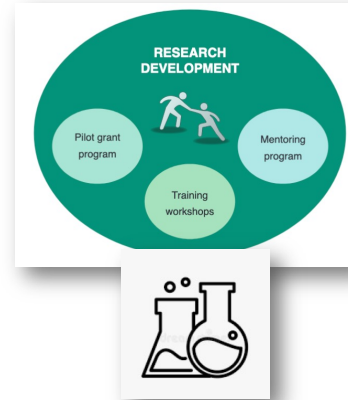 RESEARCH
DEVELOPMENT
Pilot grant
program
Mentoring
program
Training
workshops